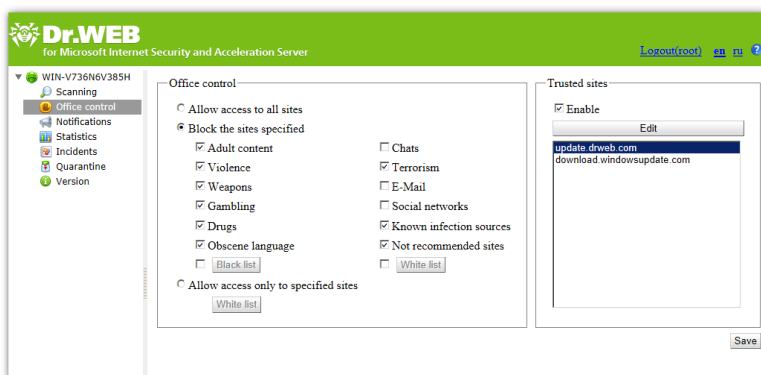 Dr.WEB
for Microsoft Internet Security and Acceleration Server
Logout(root) en ru ?
WIN-V736N6V385H
Scanning
Office control
Notifications
Statistics
Incidents
Quarantine
Version
Office control
Allow access to all sites
Block the sites specified
Adult content
Chats
Violence
Terrorism
Weapons
E-Mail
Gambling
Social networks
Drugs
Known infection sources
Obscene language
Not recommended sites
Black list
White list
Allow access only to specified sites
White list
Trusted sites
Enable
Edit
update.drweb.com
download.windowsupdate.com
Save